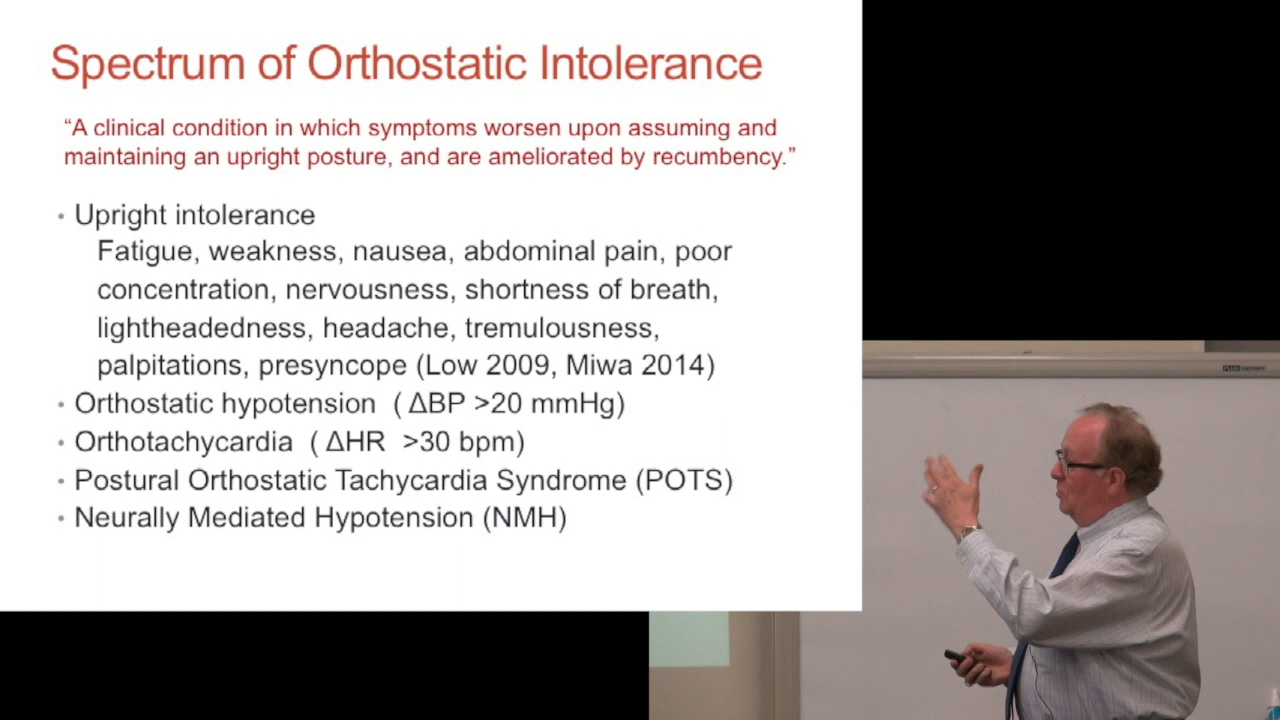 Spectrum of Orthostatic Intolerance
“A clinical condition in which symptoms worsen upon assuming and
maintaining an upright posture, and are ameliorated by recumbency.”
• Upright intolerance
Fatigue, weakness, nausea, abdominal pain, poor
concentration, nervousness, shortness of breath,
lightheadedness, headache, tremulousness,
palpitations, presyncope (Low 2009, Miwa 2014)
• Orthostatic hypotension ( ΔBP >20 mmHg)
• Orthotachycardia ( ΔHR >30 bpm)
• Postural Orthostatic Tachycardia Syndrome (POTS)
• Neurally Mediated Hypotension (NMH)
PLUS